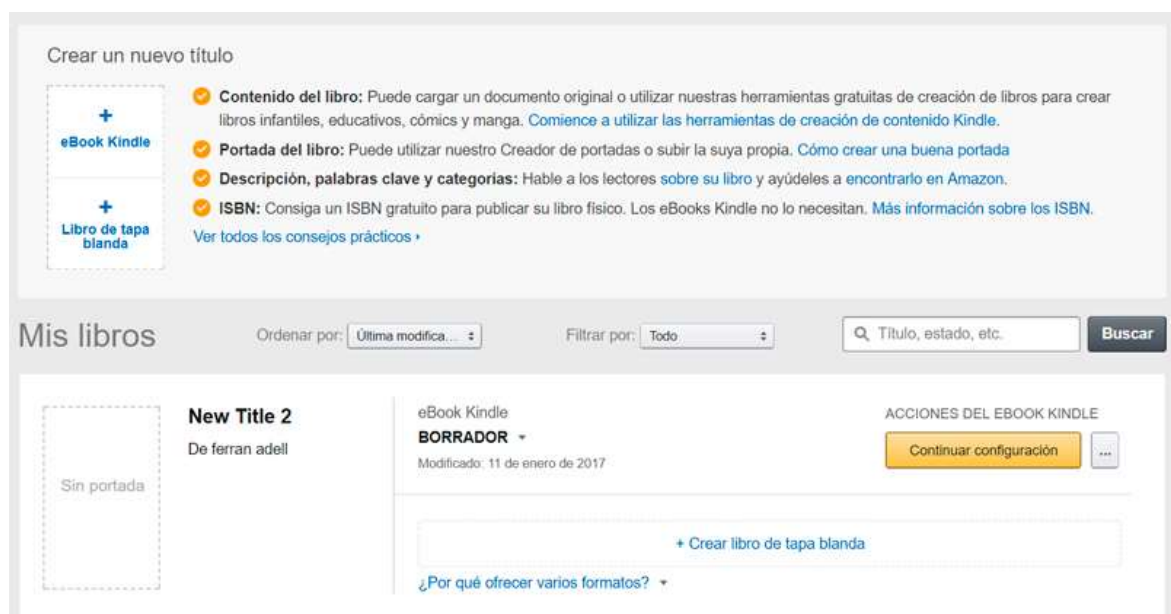 Crear un nuevo título
+
eBook Kindle
+
Libro de tapa
blanda
Contenido del libro: Puede cargar un documento original o utilizar nuestras herramientas gratuitas de creación de libros para crear
libros infantiles, educativos, cómics y manga. Comience a utilizar las herramientas de creación de contenido Kindle.
Portada del libro: Puede utilizar nuestro Creador de portadas o subir la suya propia. Cómo crear una buena portada
Descripción, palabras clave y categorías: Hable a los lectores sobre su libro y ayúdeles a encontrarlo en Amazon.
ISBN: Consiga un ISBN gratuito para publicar su libro físico. Los eBooks Kindle no lo necesitan. Más información sobre los ISBN.
Ver todos los consejos prácticos ›
Mis libros
Ordenar por: Última modifica...
Filtrar por: Todo
Título, estado, etc.
Buscar
Sin portada
New Title 2
De ferran adell
eBook Kindle
BORRADOR
Modificado: 11 de enero de 2017
ACCIONES DEL EBOOK KINDLE
Continuar configuración
...
+ Crear libro de tapa blanda
¿Por qué ofrecer varios formatos?